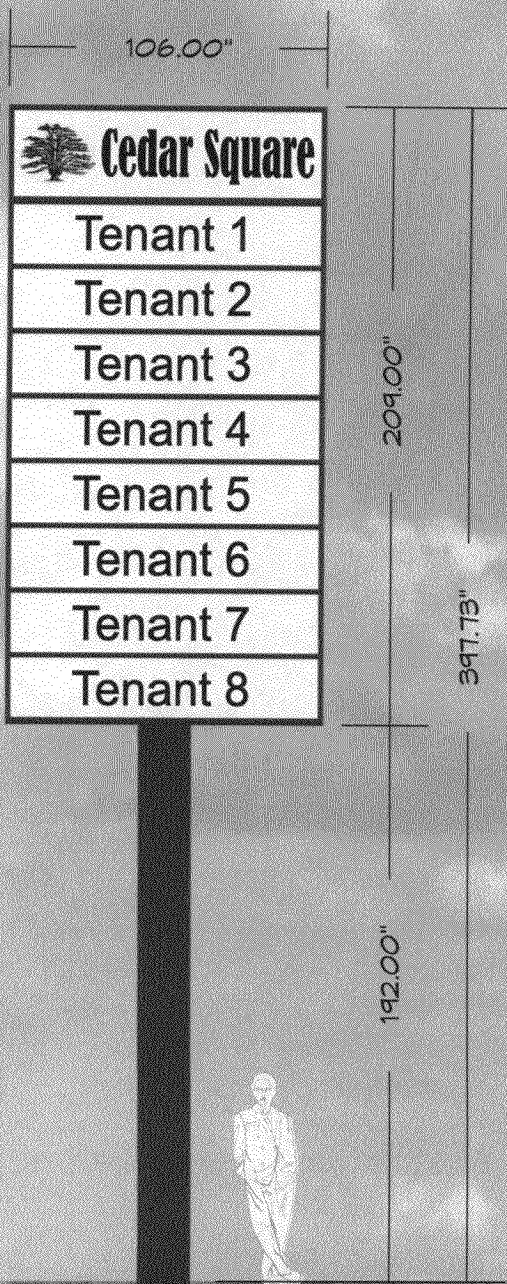 106.00"
Cedar Square
Tenant 1
Tenant 2
Tenant 3
Tenant 4
Tenant 5
Tenant 6
Tenant 7
Tenant 8
209.00"
397.73"
192.00"